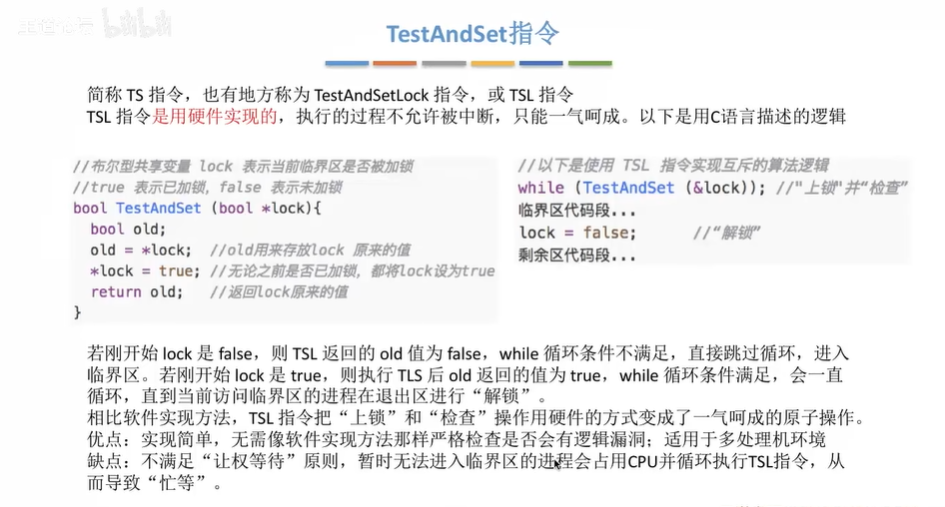 TestAndSet指令
简称 TS 指令，也有地方称为 TestAndSetLock 指令，或 TSL 指令
TSL 指令是用硬件实现的，执行的过程不允许被中断，只能一气呵成。以下是用C语言描述的逻辑
//布尔型共享变量 lock 表示当前临界区是否被加锁
//true 表示已加锁，false 表示未加锁
bool TestAndSet (bool *lock){
bool old;
old = *lock; //old用来存放lock 原来的值
*lock = true; //无论之前是否已加锁，都将lock设为true
return old; //返回lock原来的值
}
//以下是使用 TSL 指令实现互斥的算法逻辑
while (TestAndSet (&lock)); //"上锁"并“检查”
临界区代码段...
lock = false; //“解锁”
剩余区代码段...
若刚开始 lock 是 false，则 TSL 返回的 old 值为 false，while 循环条件不满足，直接跳过循环，进入
临界区。若刚开始 lock 是 true，则执行 TLS 后 old 返回的值为 true，while 循环条件满足，会一直
循环，直到当前访问临界区的进程在退出区进行“解锁”。
相比软件实现方法，TSL 指令把“上锁”和“检查”操作用硬件的方式变成了一气呵成的原子操作。
优点：实现简单，无需像软件实现方法那样严格检查是否会有逻辑漏洞；适用于多处理机环境
缺点：不满足“让权等待”原则，暂时无法进入临界区的进程会占用CPU并循环执行TSL指令，从
而导致“忙等”。